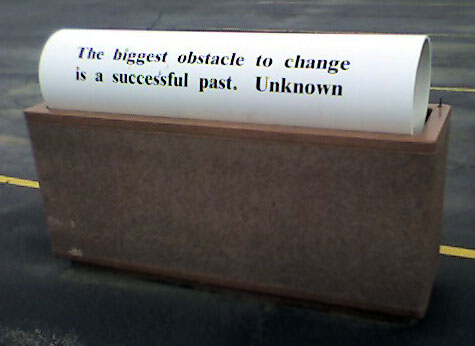 The biggest obstacle to change
is a successful past. Unknown